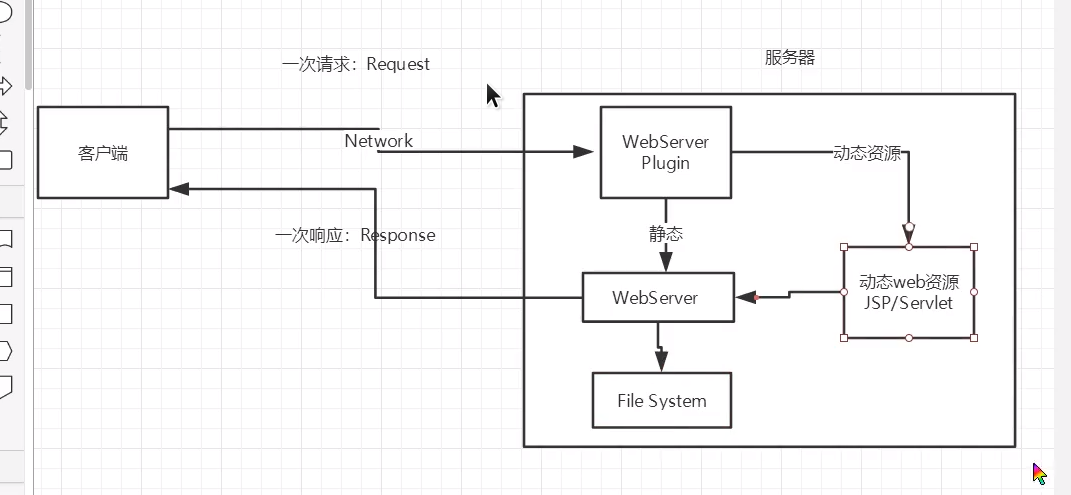 服务器
一次请求：Request
客户端
Network
WebServer
Plugin
动态资源
静态
一次响应：Response
动态web资源
JSP/Servlet
WebServer
File System